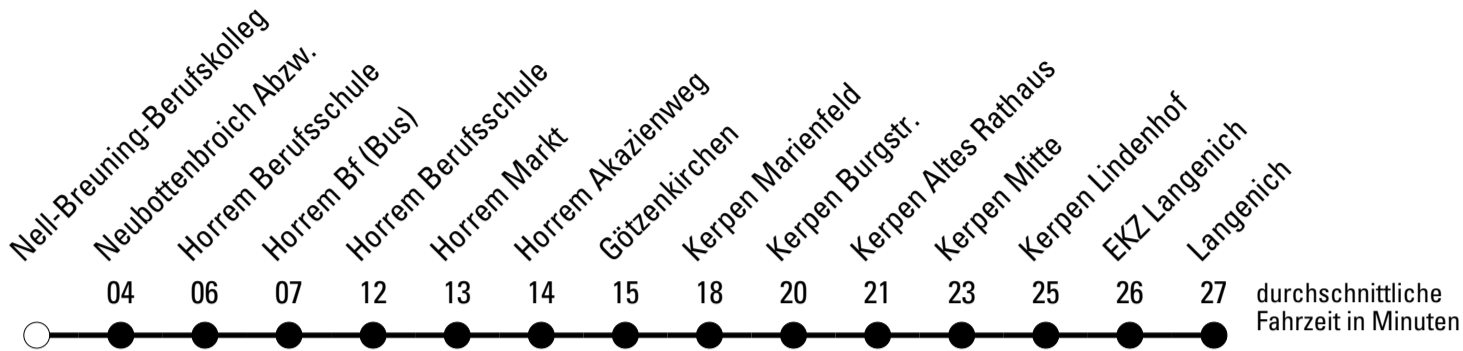 Nell-Breuning-Berufskolleg
Neubottenbroich Abzw.
Horrem Berufsschule
Horrem Bf (Bus)
Horrem Berufsschule
Horrem Markt
Horrem Akazienweg
Götzenkirchen
Kerpen Marienfeld
Kerpen Burgstr.
Kerpen Altes Rathaus
Kerpen Mitte
Kerpen Lindenhof
EKZ Langenich
Langenich
04 06 07 12 13 14 15 18 20 21 23 25 26 27
durchschnittliche
Fahrzeit in Minuten